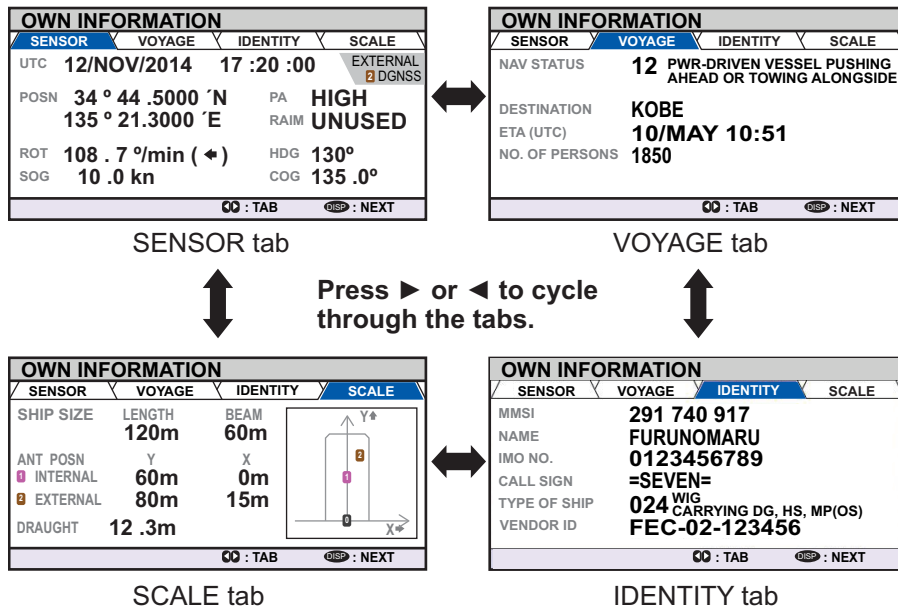 OWN INFORMATION
SENSOR VOYAGE IDENTITY SCALE
UTC 12/NOV/2014 17 :20 :00 EXTERNAL
2 DGNSS
POSN 34 º 44 .5000 ´N PA HIGH
135 º 21.3000 ´E RAIM UNUSED
ROT 108 . 7 º/min ( 🡸 ) HDG 130º
SOG 10 .0 kn COG 135 .0º
◀▶ : TAB DISP : NEXT
SENSOR tab
OWN INFORMATION
SENSOR VOYAGE IDENTITY SCALE
NAV STATUS 12 PWR-DRIVEN VESSEL PUSHING
AHEAD OR TOWING ALONGSIDE
DESTINATION KOBE
ETA (UTC) 10/MAY 10:51
NO. OF PERSONS 1850
◀▶ : TAB DISP : NEXT
VOYAGE tab
Press ► or ◄ to cycle
through the tabs.
OWN INFORMATION
SENSOR VOYAGE IDENTITY SCALE
SHIP SIZE LENGTH BEAM
120m 60m
ANT POSN Y X
1 INTERNAL 60m 0m
2 EXTERNAL 80m 15m
DRAUGHT 12 .3m
Y🡹
2
1
0
X🡺
◀▶ : TAB DISP : NEXT
SCALE tab
OWN INFORMATION
SENSOR VOYAGE IDENTITY SCALE
MMSI 291 740 917
NAME FURUNOMARU
IMO NO. 0123456789
CALL SIGN =SEVEN=
TYPE OF SHIP 024 WIG
CARRYING DG, HS, MP(OS)
VENDOR ID FEC-02-123456
◀▶ : TAB DISP : NEXT
IDENTITY tab